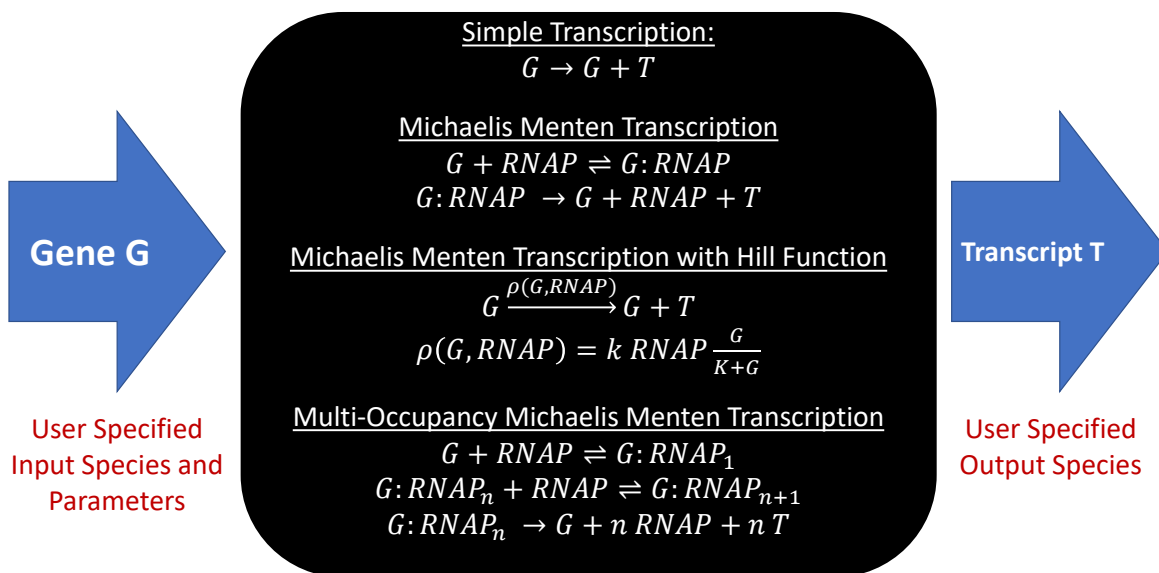 Simple Transcription:
G → G + T
Michaelis Menten Transcription
G + RNAP ⇌ G:RNAP
G:RNAP → G + RNAP + T
Michaelis Menten Transcription with Hill Function
G \xrightarrow{ρ(G,RNAP)} G + T
ρ(G, RNAP) = k RNAP \frac{G}{K+G}
Multi-Occupancy Michaelis Menten Transcription
G + RNAP ⇌ G:RNAP₁
G:RNAPₙ + RNAP ⇌ G:RNAPₙ₊₁
G:RNAPₙ → G + n RNAP + n T
Gene G
User Specified
Input Species and
Parameters
Transcript T
User Specified
Output Species